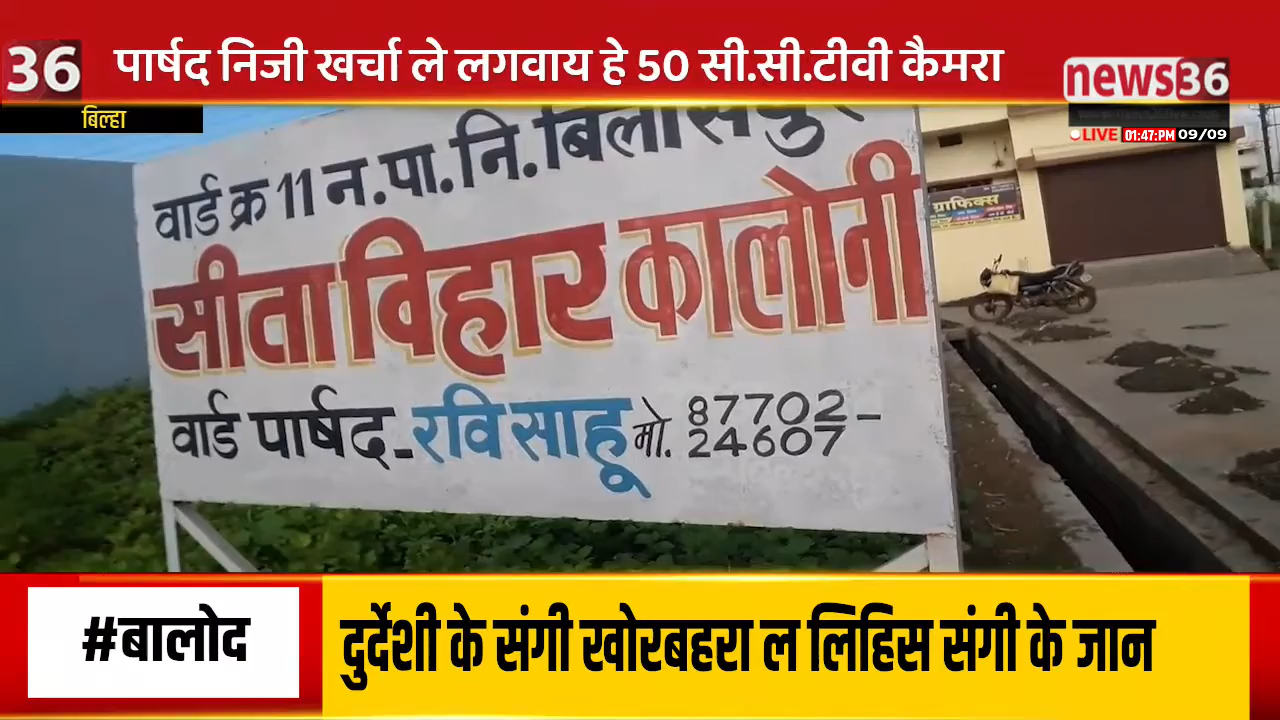 36 पार्षद निजी खर्चा ले लगवाय हे 50 सी.सी.टीवी कैमरा
news36
बिल्हा
LIVE 01:47:PM 09/09
वार्ड क्र 11 न.पा.नि.बिलासपुर
सीता विहार कालोनी
ग्राफिक्स
वार्ड पार्षद-रवि साहू मो. 87702-
24607
#बालोद
दुर्देशी के संगी खोरबहरा ल लिहिस संगी के जान